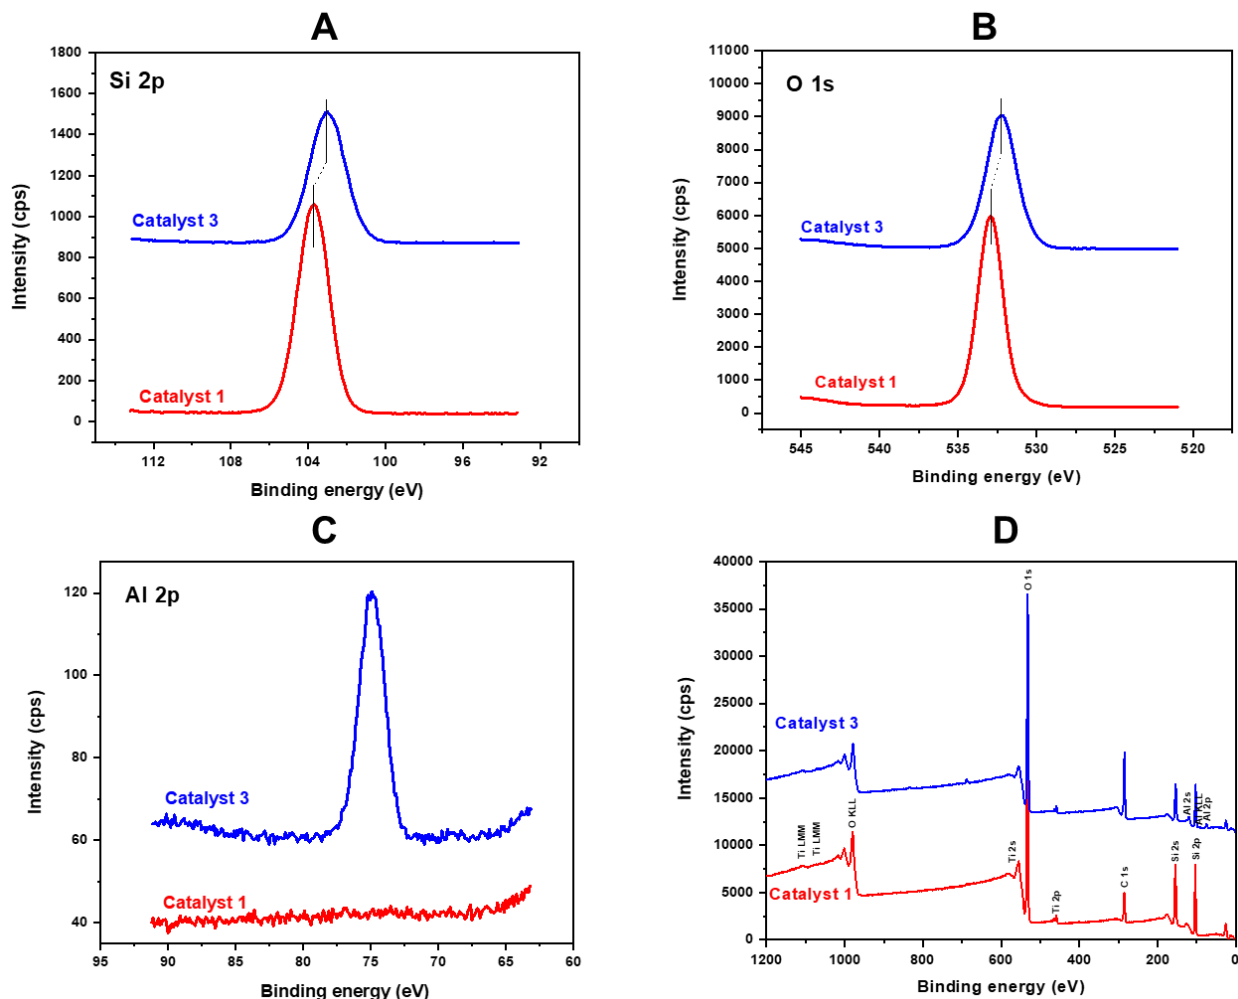 A
Si 2p
1800
1600
1400
1200
1000
800
600
400
200
0
Intensity (cps)
Catalyst 3
Catalyst 1
112
108
104
100
96
92
Binding energy (eV)
B
O 1s
11000
10000
9000
8000
7000
6000
5000
4000
3000
2000
1000
0
Intensity (cps)
Catalyst 3
Catalyst 1
545
540
535
530
525
520
Binding energy (eV)
C
Al 2p
120
100
80
60
40
Intensity (cps)
Catalyst 3
Catalyst 1
95
90
85
80
75
70
65
60
Binding energy (eV)
D
40000
35000
30000
25000
20000
15000
10000
5000
0
Intensity (cps)
Catalyst 3
Catalyst 1
Ti LMM
Ti LMM
O KLL
Ti 2s
O 1s
Ti 2p
C 1s
Si 2s
Al 2s
Si 2p
Al KLL
Al 2p
1200
1000
800
600
400
200
0
Binding energy (eV)